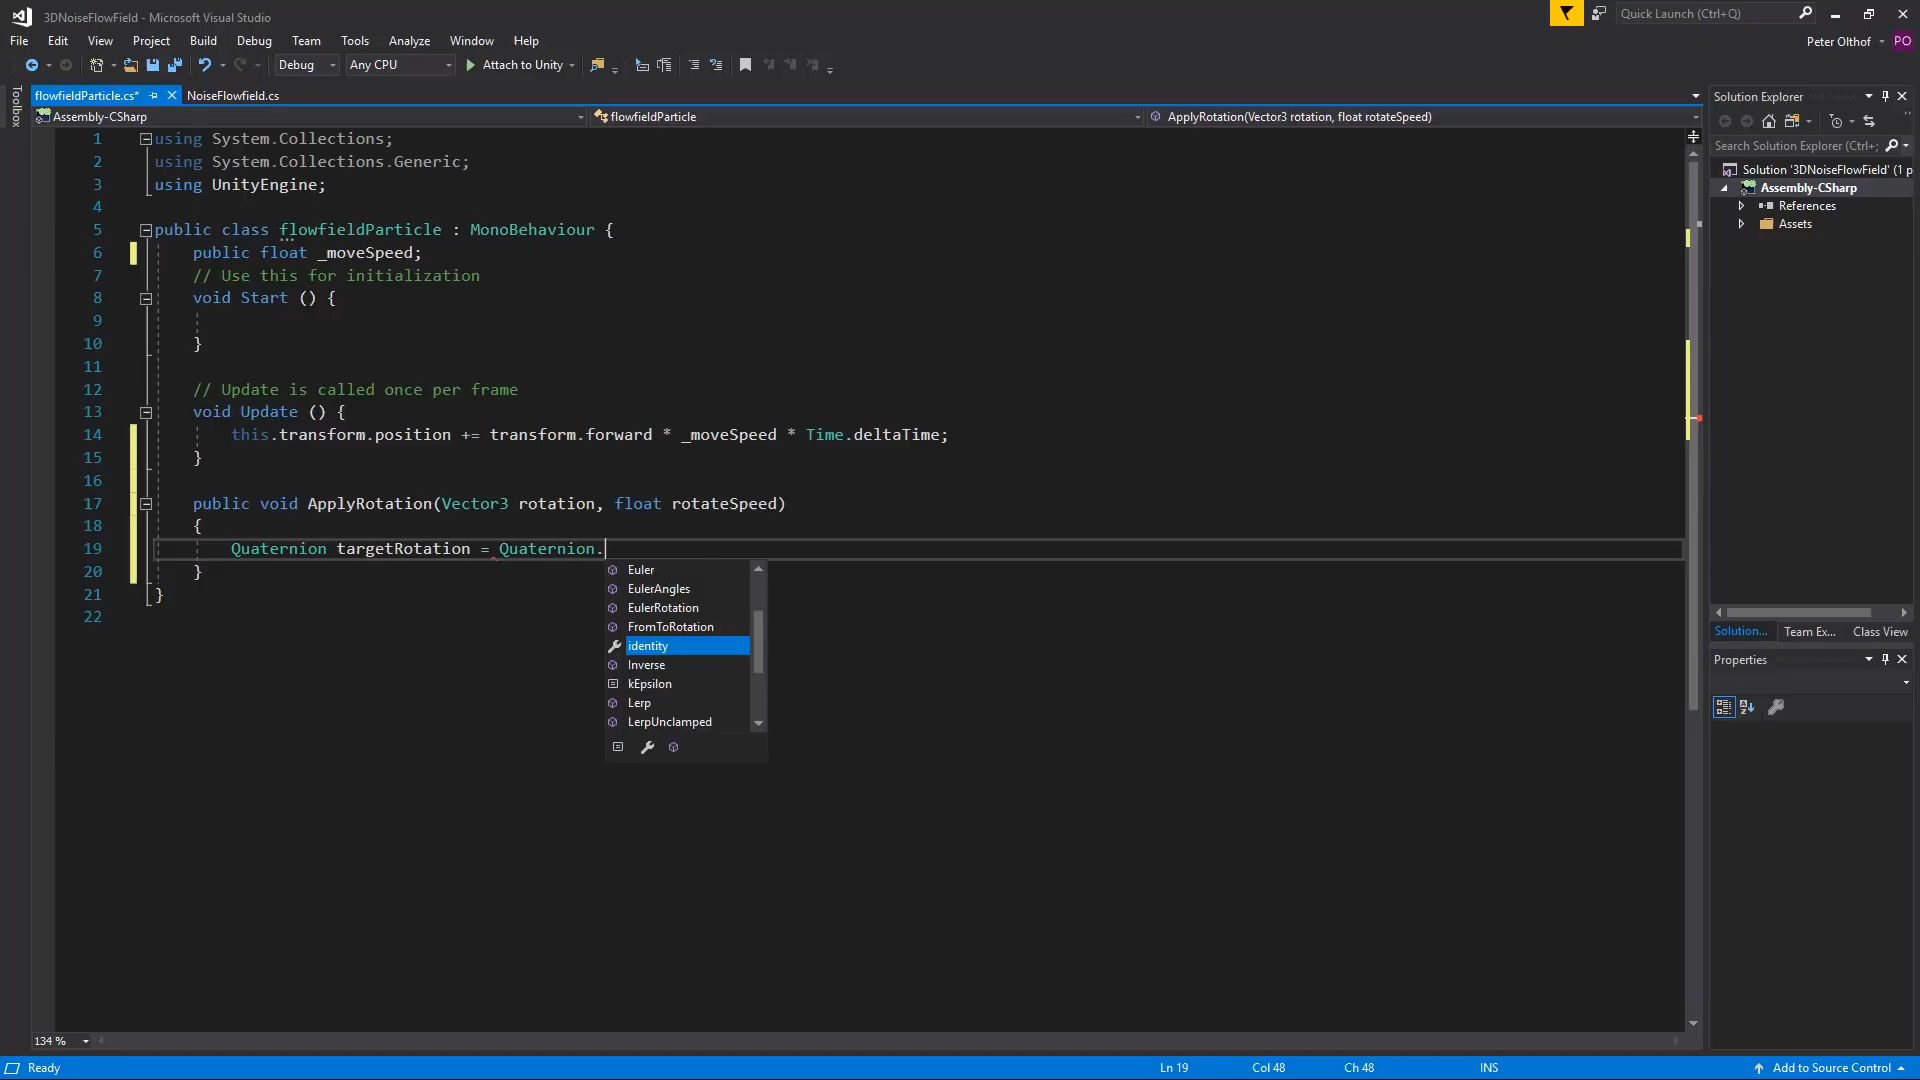 3DNoiseFlowField - Microsoft Visual Studio
Quick Launch (Ctrl+Q)
File Edit View Project Build Debug Team Tools Analyze Window Help
Peter Olthof PO
Debug Any CPU Attach to Unity
Toolbox
flowfieldParticle.cs* NoiseFlowfield.cs
Assembly-CSharp flowfieldParticle ApplyRotation(Vector3 rotation, float rotateSpeed)
1 using System.Collections;
2 using System.Collections.Generic;
3 using UnityEngine;
4
5 public class flowfieldParticle : MonoBehaviour {
6 public float _moveSpeed;
7 // Use this for initialization
8 void Start () {
9
10 }
11
12 // Update is called once per frame
13 void Update () {
14 this.transform.position += transform.forward * _moveSpeed * Time.deltaTime;
15 }
16
17 public void ApplyRotation(Vector3 rotation, float rotateSpeed)
18 {
19 Quaternion targetRotation = Quaternion.
20 }
21 }
22
Euler
EulerAngles
EulerRotation
FromToRotation
identity
Inverse
kEpsilon
Lerp
LerpUnclamped
Solution Explorer
Search Solution Explorer (Ctrl+;
Solution '3DNoiseFlowField' (1 p
Assembly-CSharp
References
Assets
Solution... Team Ex... Class View
Properties
134 %
Ready Ln 19 Col 48 Ch 48 INS Add to Source Control